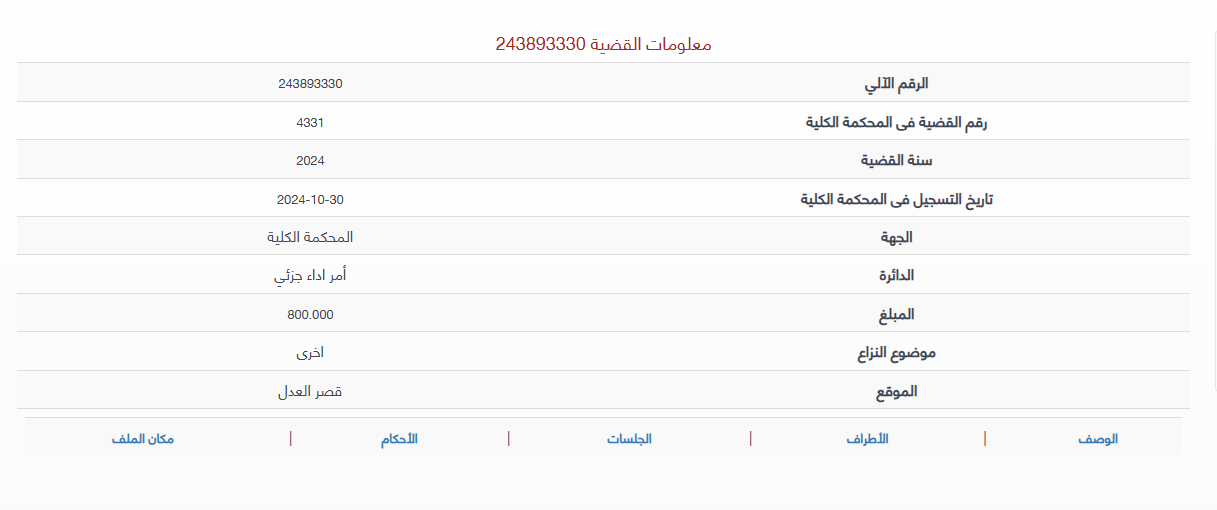 معلومات القضية 243893330
الرقم الآلي 243893330
رقم القضية فى المحكمة الكلية 4331
سنة القضية 2024
تاريخ التسجيل فى المحكمة الكلية 2024-10-30
الجهة المحكمة الكلية
الدائرة أمر اداء جزئي
المبلغ 800.000
موضوع النزاع اخرى
الموقع قصر العدل
الوصف | الأطراف | الجلسات | الأحكام | مكان الملف